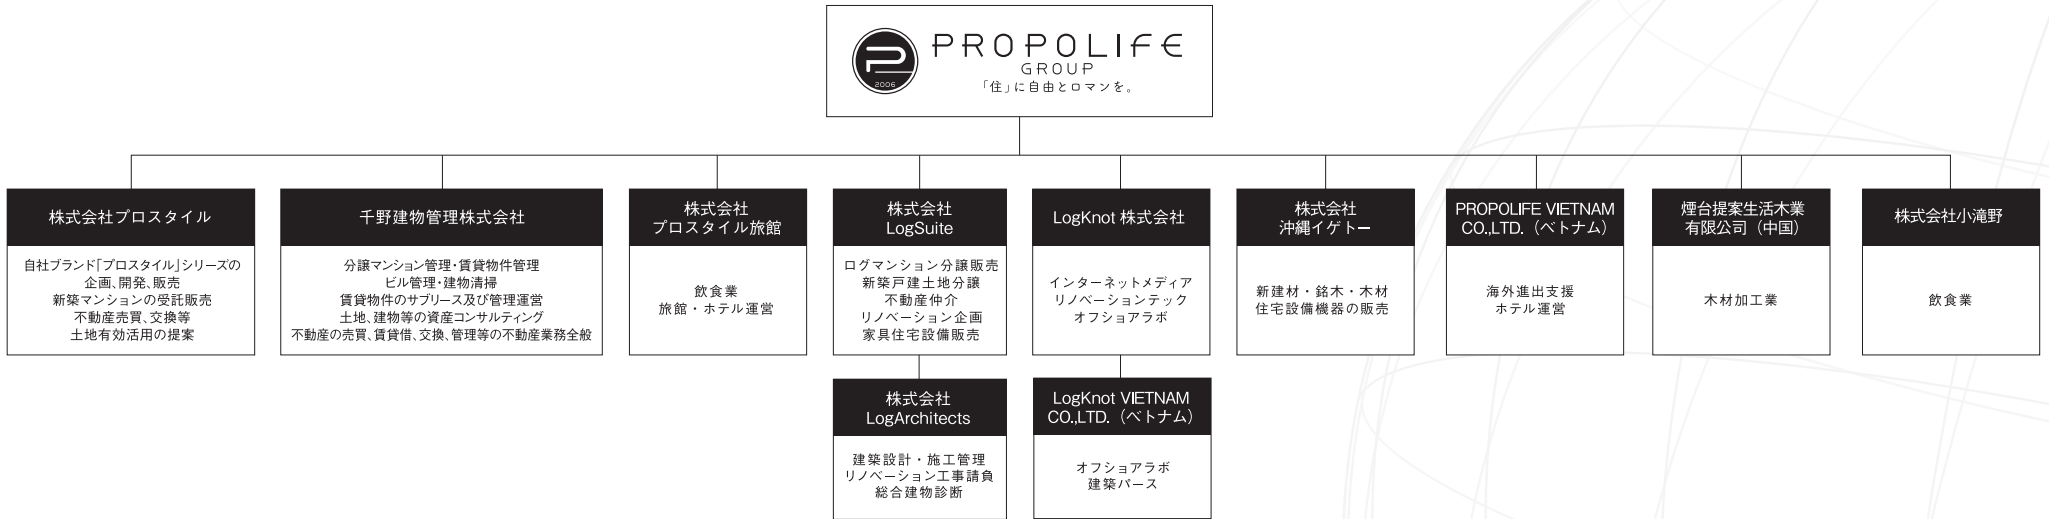 PROPOLIFE
GROUP
「住」に自由とロマンを。
2006
株式会社プロスタイル
自社ブランド「プロスタイル」シリーズの
企画、開発、販売
新築マンションの受託販売
不動産売買、交換等
土地有効活用の提案
千野建物管理株式会社
分譲マンション管理・賃貸物件管理
ビル管理・建物清掃
賃貸物件のサブリース及び管理運営
土地、建物等の資産コンサルティング
不動産の売買、賃貸借、交換、管理等の不動産業務全般
株式会社
プロスタイル旅館
飲食業
旅館・ホテル運営
株式会社
LogSuite
ログマンション分譲販売
新築戸建土地分譲
不動産仲介
リノベーション企画
家具住宅設備販売
株式会社
LogArchitects
建築設計・施工管理
リノベーション工事請負
総合建物診断
LogKnot 株式会社
インターネットメディア
リノベーションテック
オフショアラボ
LogKnot VIETNAM
CO.,LTD.（ベトナム）
オフショアラボ
建築パース
株式会社
沖縄イゲトー
新建材・銘木・木材
住宅設備機器の販売
PROPOLIFE VIETNAM
CO.,LTD.（ベトナム）
海外進出支援
ホテル運営
煙台提案生活木業
有限公司（中国）
木材加工業
株式会社小滝野
飲食業